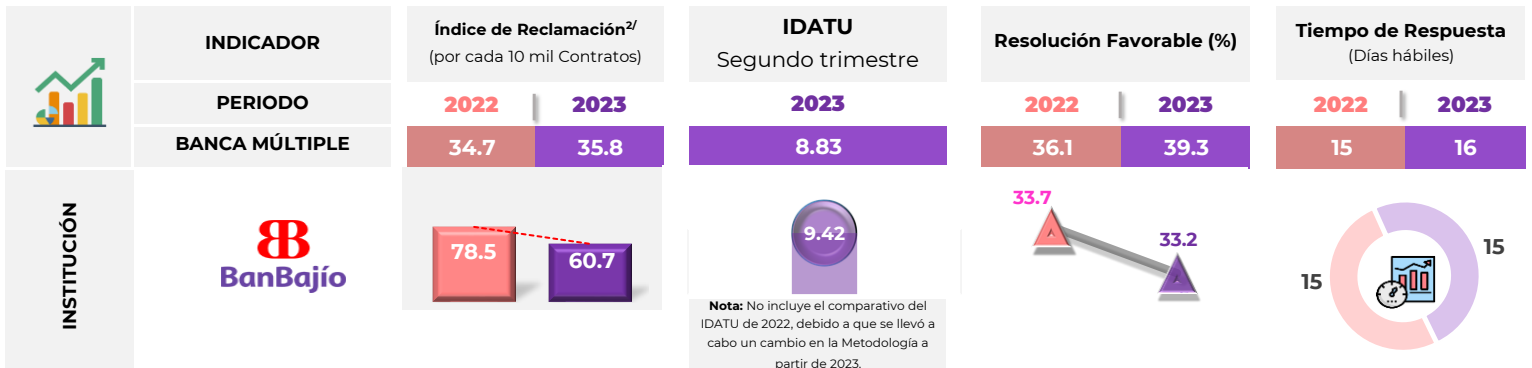 INDICADOR
Índice de Reclamación2/
(por cada 10 mil Contratos)
IDATU
Segundo trimestre
Resolución Favorable (%)
Tiempo de Respuesta
(Días hábiles)
PERIODO
2022
2023
2023
2022
2023
2022
2023
BANCA MÚLTIPLE
34.7
35.8
8.83
36.1
39.3
15
16
INSTITUCIÓN
BanBajío
78.5
60.7
9.42
Nota: No incluye el comparativo del
IDATU de 2022, debido a que se llevó a
cabo un cambio en la Metodología a
partir de 2023.
33.7
33.2
15
15